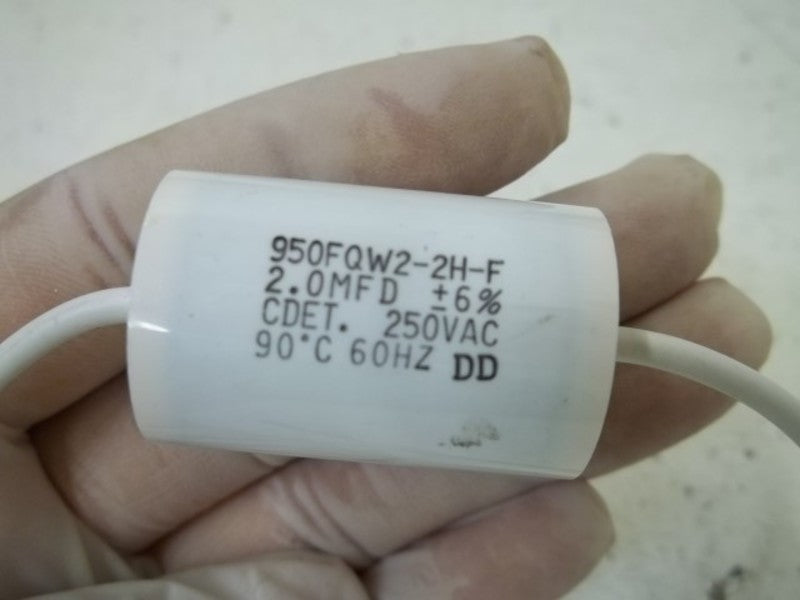 950FQW2-2H-F
2.0MFD ±6%
CDET. 250VAC
90°C 60HZ DD